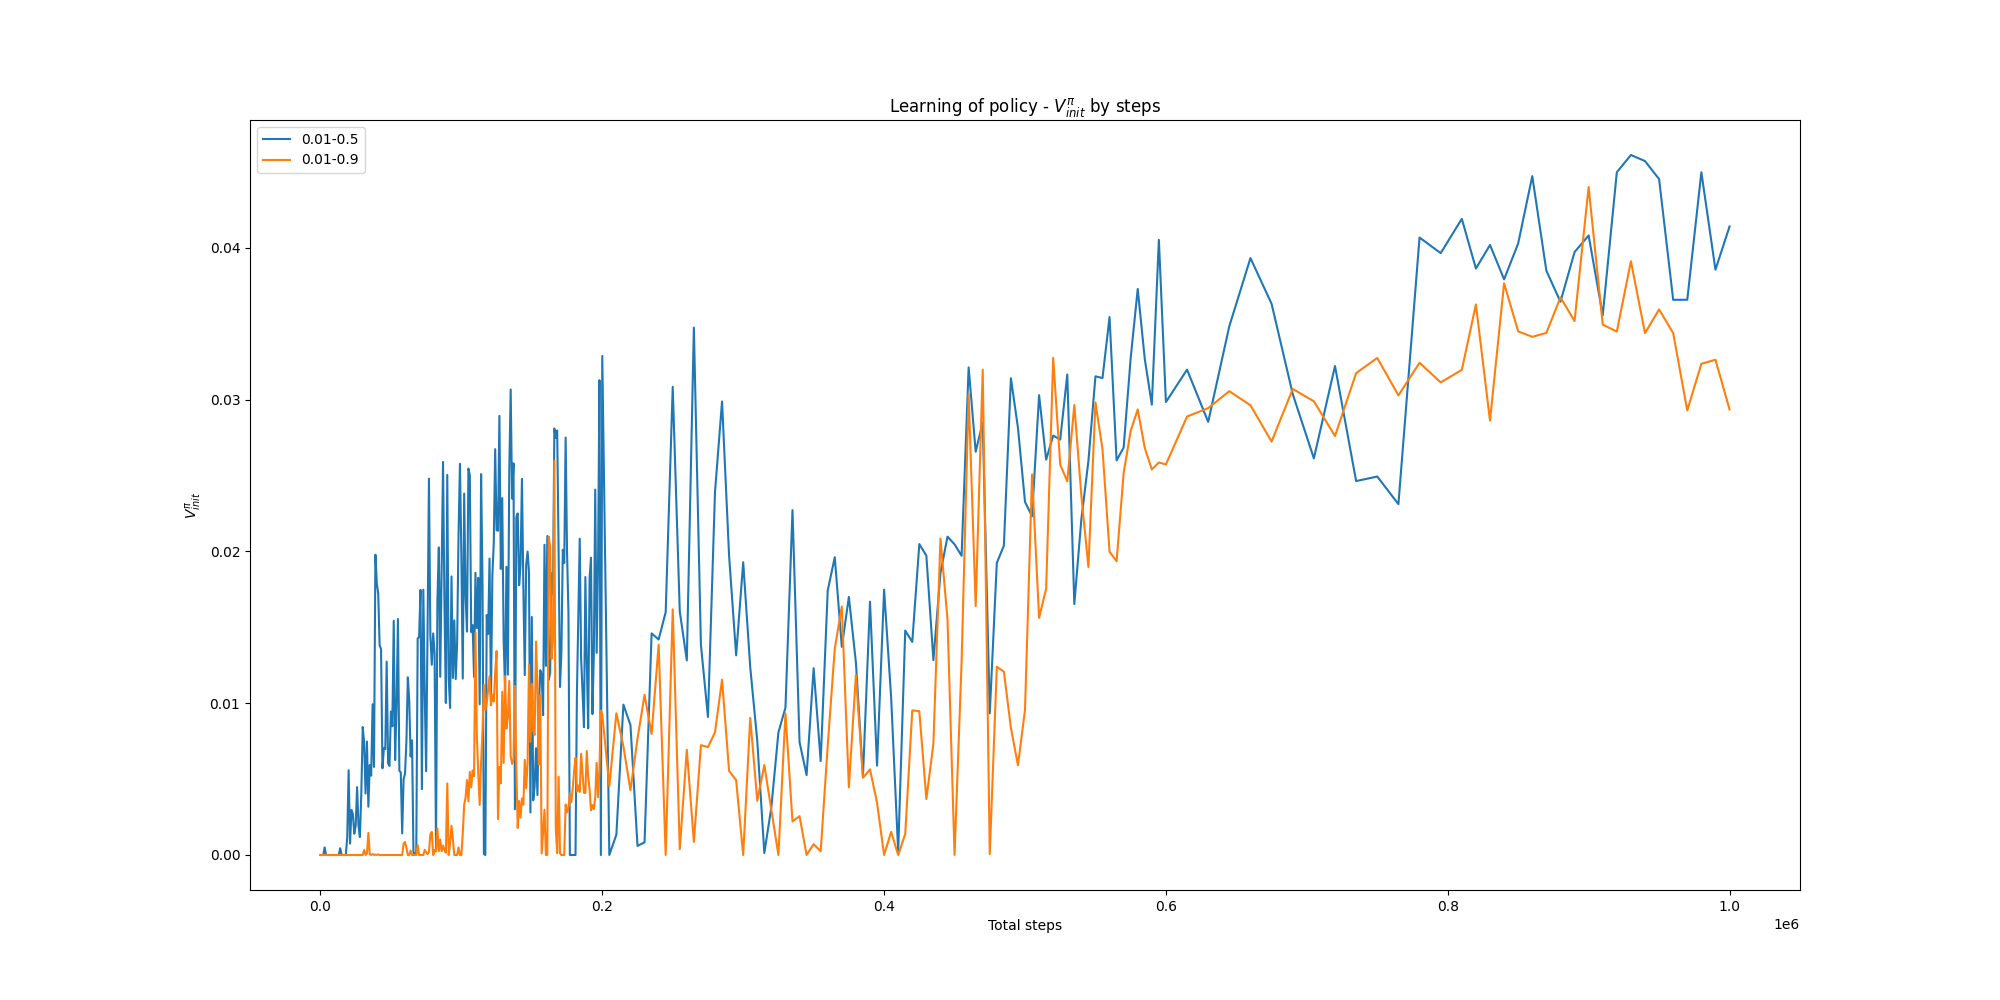 Learning of policy - $V_{init}^{\pi}$ by steps
0.01-0.5
0.01-0.9
0.04
0.03
0.02
0.01
0.00
$V_{init}^{\pi}$
0.0 0.2 0.4 0.6 0.8 1.0
Total steps
1e6